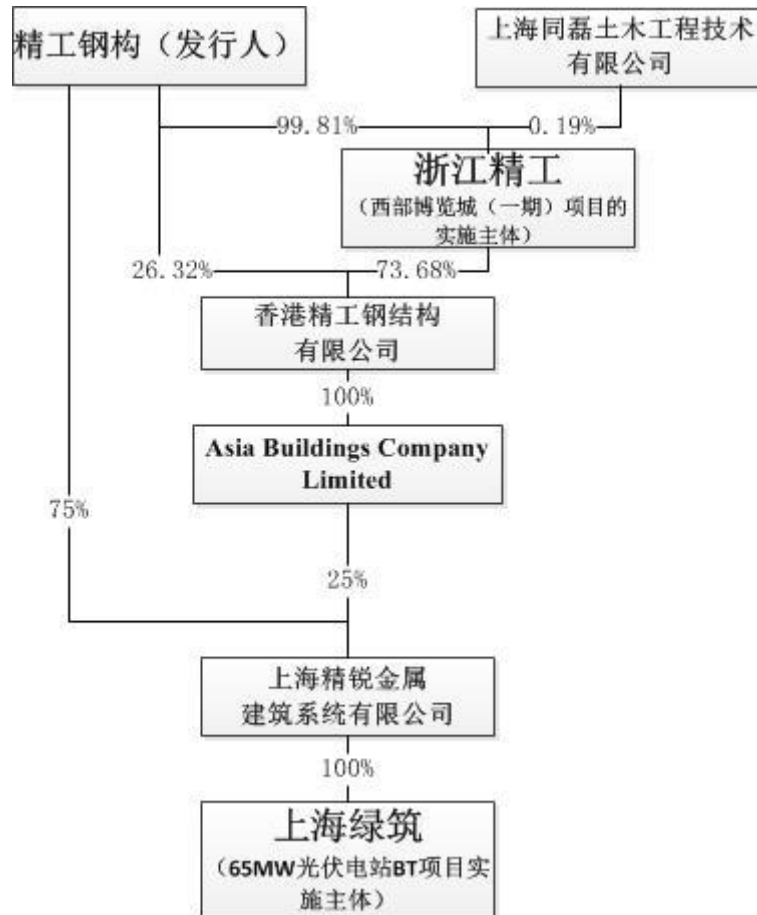 精工钢构（发行人）
上海同磊土木工程技术
有限公司
99.81%
0.19%
浙江精工
（西部博览城（一期）项目的
实施主体）
26.32%
73.68%
香港精工钢结构
有限公司
100%
Asia Buildings Company
Limited
75%
25%
上海精锐金属
建筑系统有限公司
100%
上海绿筑
（65MW光伏电站BT项目实
施主体）